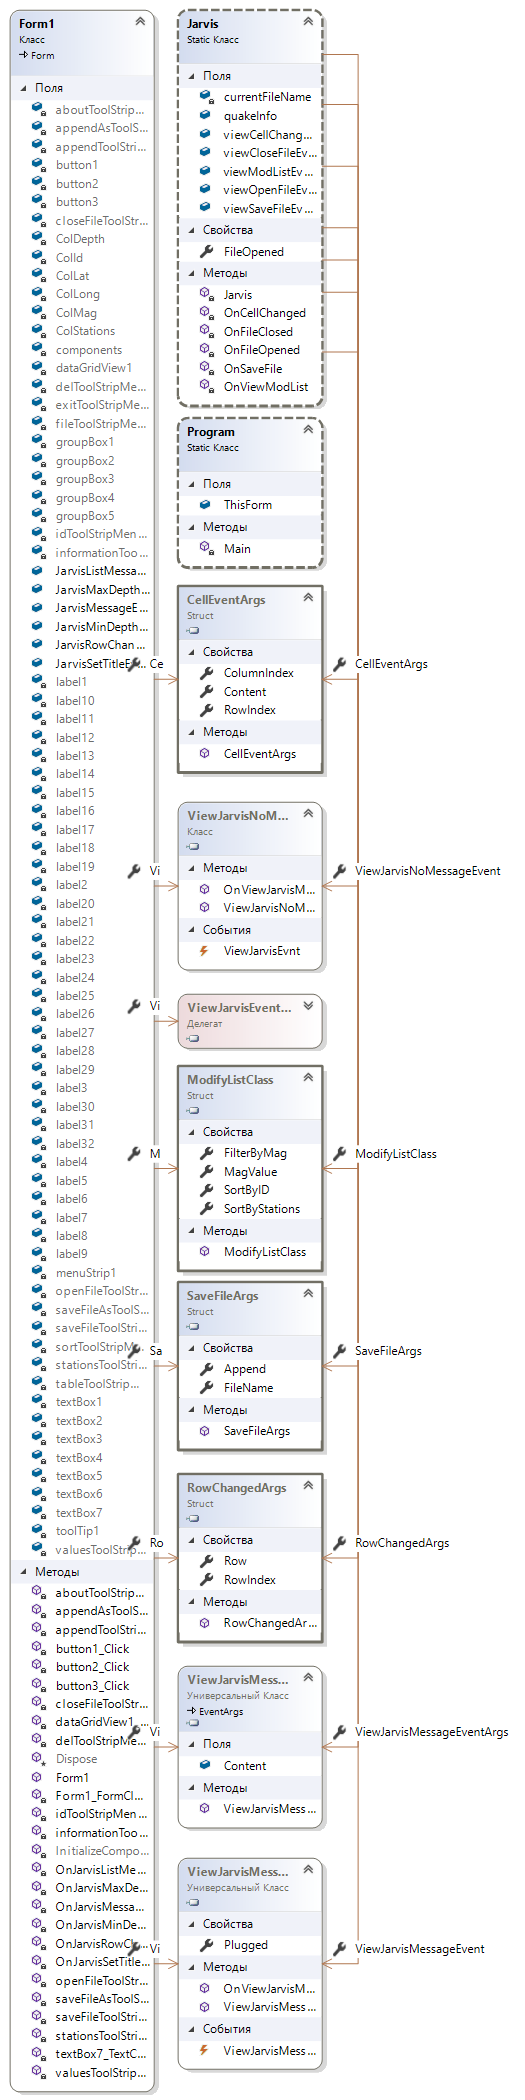 Form1
Класс
Form
Поля
aboutToolStrip...
appendAsToolS...
appendToolStri...
button1
button2
button3
closeFileToolStr...
ColDepth
ColId
ColLat
ColLong
ColMag
ColStations
components
dataGridView1
delToolStripMe...
exitToolStripMe...
fileToolStripMe...
groupBox1
groupBox2
groupBox3
groupBox4
groupBox5
idToolStripMen...
informationToo...
JarvisListMessa...
JarvisMaxDepth...
JarvisMessageE...
JarvisMinDepth...
JarvisRowChan...
JarvisSetTitleE...
label1
label10
label11
label12
label13
label14
label15
label16
label17
label18
label19
label2
label20
label21
label22
label23
label24
label25
label26
label27
label28
label29
label3
label30
label31
label32
label4
label5
label6
label7
label8
label9
menuStrip1
openFileToolStr...
saveFileAsToolS...
saveFileToolStri...
sortToolStripM...
stationsToolStri...
tableToolStrip...
textBox1
textBox2
textBox3
textBox4
textBox5
textBox6
textBox7
toolTip1
valuesToolStrip...
Методы
aboutToolStrip...
appendAsToolS...
appendToolStri...
button1_Click
button2_Click
button3_Click
closeFileToolStr...
dataGridView1_...
delToolStripMe...
Dispose
Form1
Form1_FormCl...
idToolStripMen...
informationToo...
InitializeCompo...
OnJarvisListMe...
OnJarvisMaxDe...
OnJarvisMessa...
OnJarvisMinDe...
OnJarvisRowCh...
OnJarvisSetTitle...
openFileToolStr...
saveFileAsToolS...
saveFileToolStri...
stationsToolStri...
textBox7_TextC...
valuesToolStrip...
Jarvis
Static Класс
Поля
currentFileName
quakeInfo
viewCellChang...
viewCloseFileEv...
viewModListEv...
viewOpenFileEv...
viewSaveFileEv...
Свойства
FileOpened
Методы
Jarvis
OnCellChanged
OnFileClosed
OnFileOpened
OnSaveFile
OnViewModList
Program
Static Класс
Поля
ThisForm
Методы
Main
CellEventArgs
Struct
Свойства
ColumnIndex
Content
RowIndex
Методы
CellEventArgs
Ce
CellEventArgs
ViewJarvisNoM...
Класс
Методы
OnViewJarvisM...
ViewJarvisNoM...
События
ViewJarvisEvnt
Vi
ViewJarvisNoMessageEvent
ViewJarvisEvent...
Делегат
Vi
ModifyListClass
Struct
Свойства
FilterByMag
MagValue
SortByID
SortByStations
Методы
ModifyListClass
M
ModifyListClass
SaveFileArgs
Struct
Свойства
Append
FileName
Методы
SaveFileArgs
Sa
SaveFileArgs
RowChangedArgs
Struct
Свойства
Row
RowIndex
Методы
RowChangedAr...
Ro
RowChangedArgs
ViewJarvisMess...
Универсальный Класс
EventArgs
Поля
Content
Методы
ViewJarvisMess...
Vi
ViewJarvisMessageEventArgs
ViewJarvisMess...
Универсальный Класс
Свойства
Plugged
Методы
OnViewJarvisM...
ViewJarvisMess...
События
ViewJarvisMess...
Vi
ViewJarvisMessageEvent